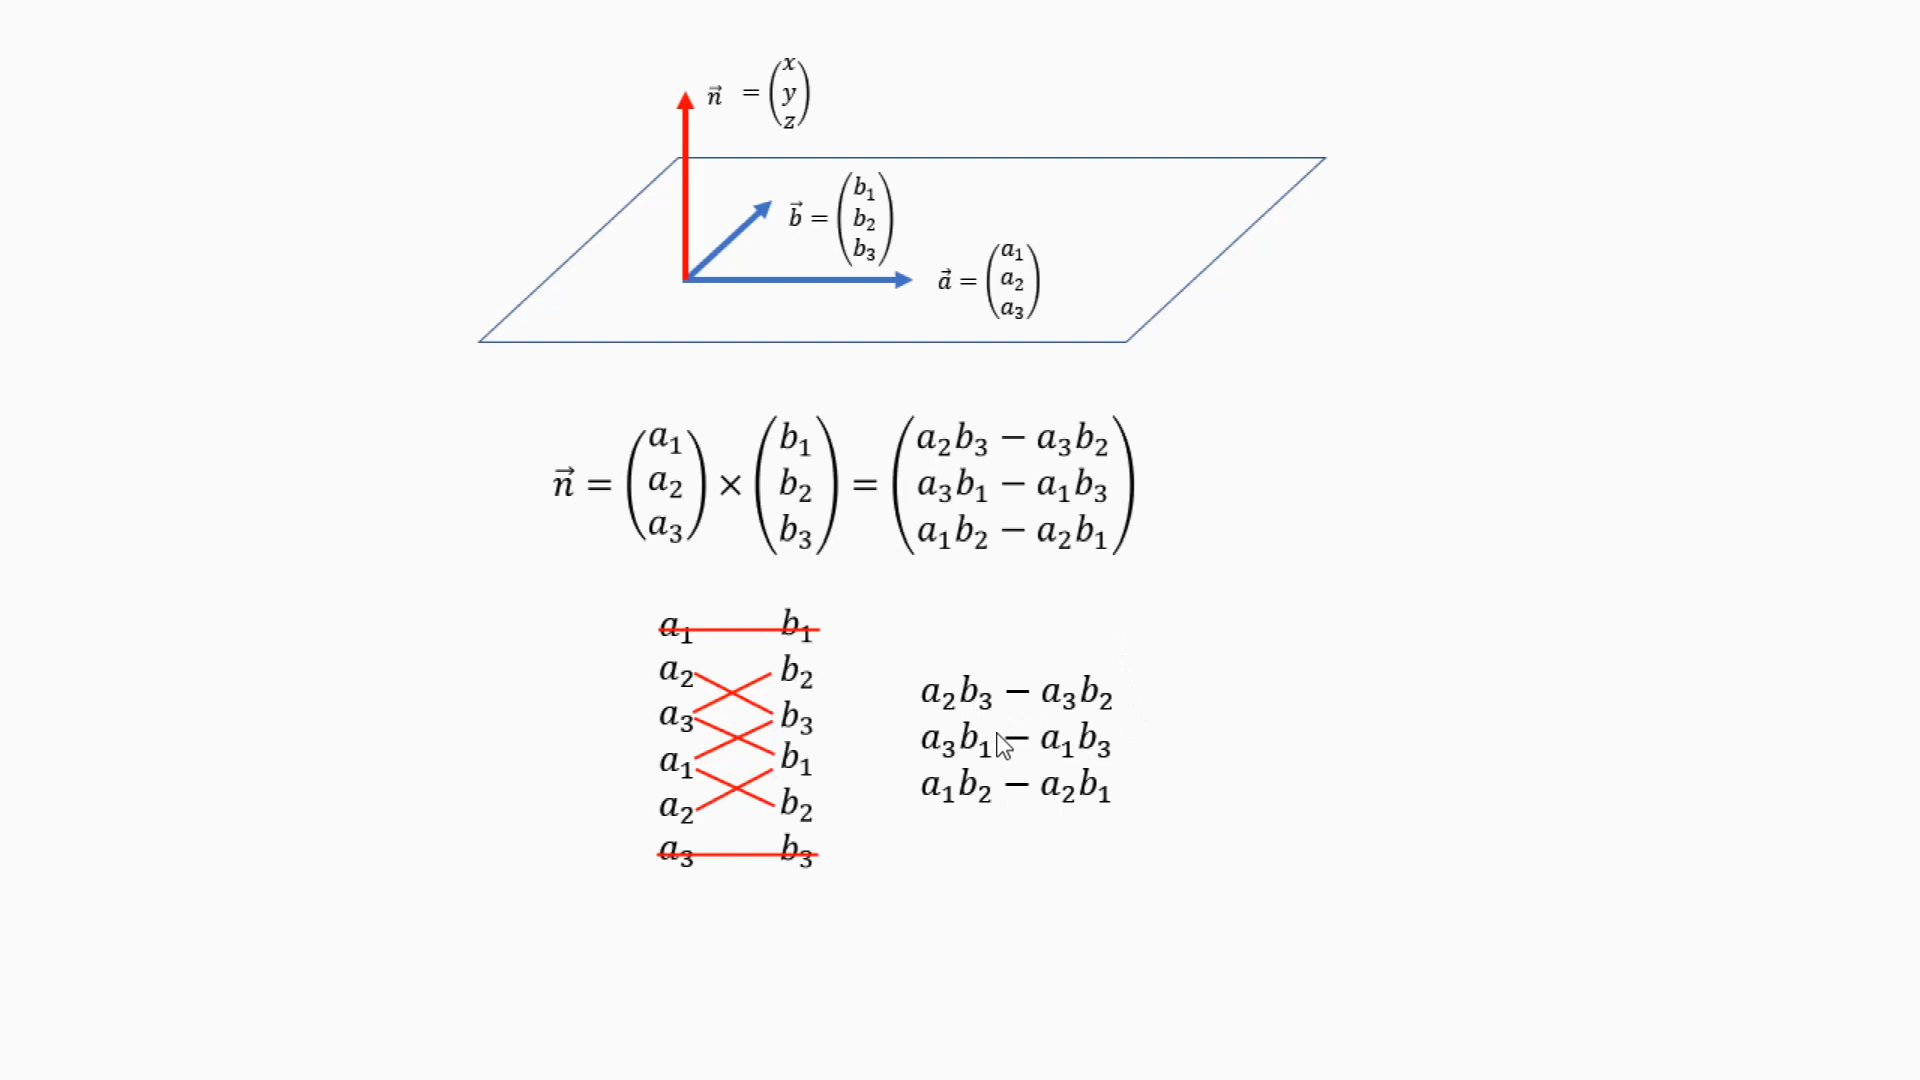 n⃗ = (x y z)
b⃗ = (b₁ b₂ b₃)
a⃗ = (a₁ a₂ a₃)
n⃗ = (a₁ a₂ a₃) × (b₁ b₂ b₃) = (a₂b₃ − a₃b₂ a₃b₁ − a₁b₃ a₁b₂ − a₂b₁)
a₁ b₁
a₂ b₂
a₃ b₃
a₁ b₁
a₂ b₂
a₃ b₃
a₂b₃ − a₃b₂
a₃b₁ − a₁b₃
a₁b₂ − a₂b₁